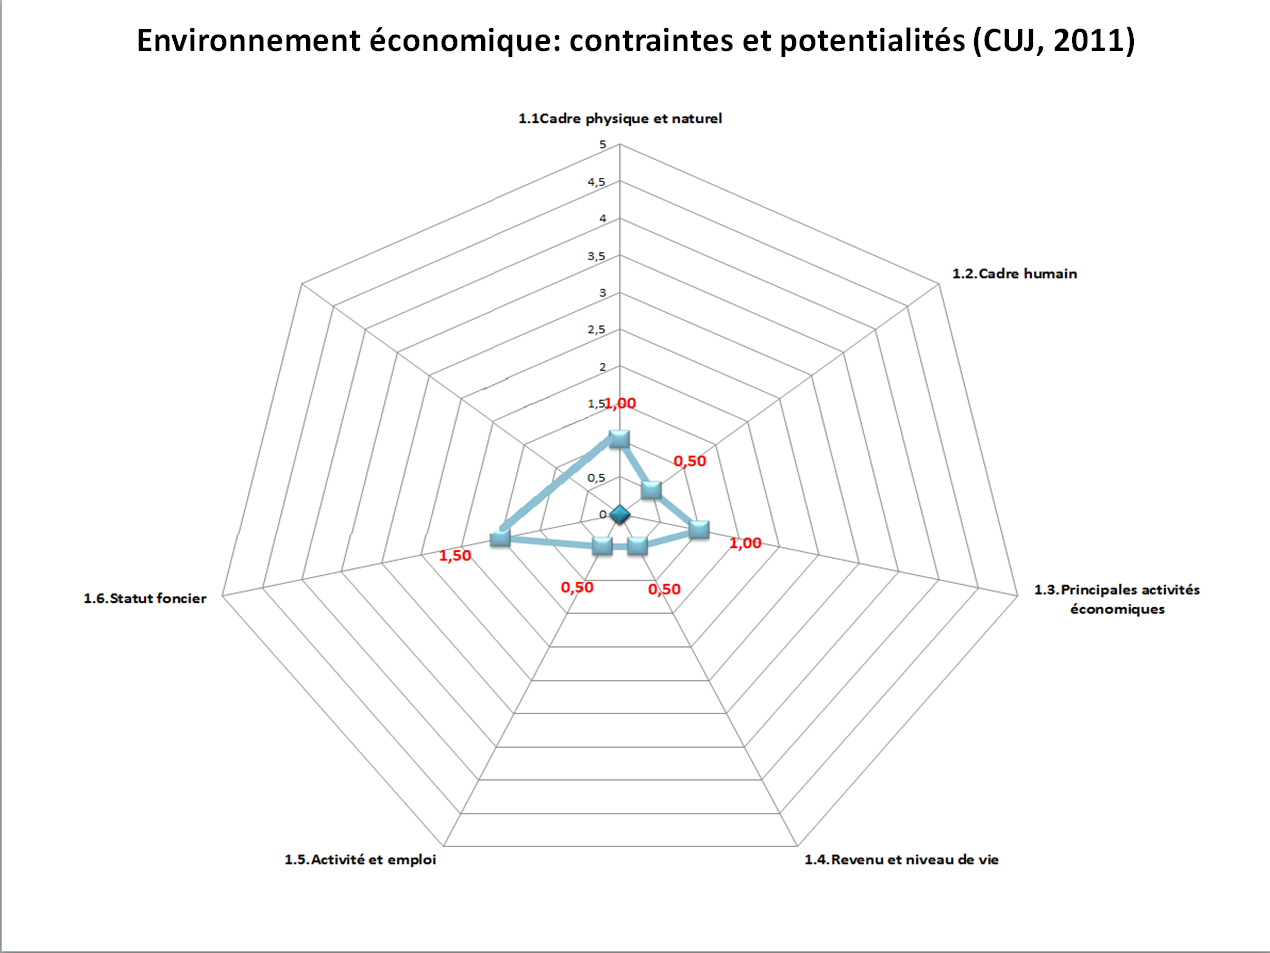 Environnement économique: contraintes et potentialités (CUJ, 2011)
1.1Cadre physique et naturel
5
4,5
4
3,5
3
2,5
2
1,5
1,00
0,5
0
1.2.Cadre humain
0,50
1,00
1.3.Principales activités
économiques
0,50
1.4.Revenu et niveau de vie
0,50
1.5.Activité et emploi
1,50
1.6.Statut foncier